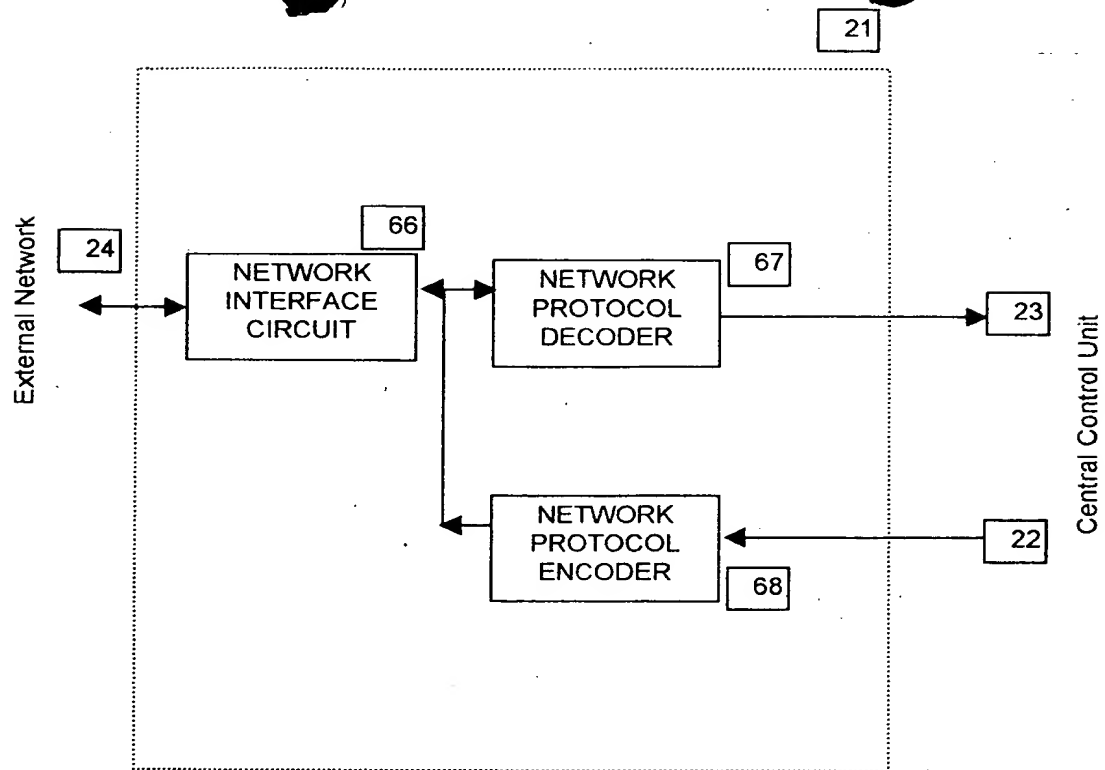 21
External Network
24
66
NETWORK
INTERFACE
CIRCUIT
67
NETWORK
PROTOCOL
DECODER
23
Central Control Unit
NETWORK
PROTOCOL
ENCODER
68
22